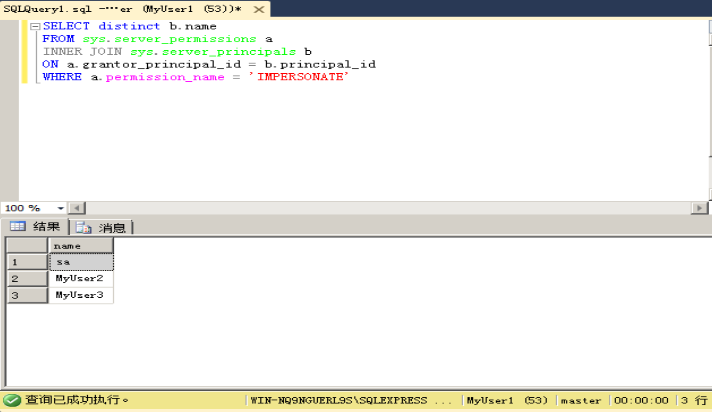 SQLQuery1.sql -...er (MyUser1 (53))*
SELECT distinct b.name
FROM sys.server_permissions a
INNER JOIN sys.server_principals b
ON a.grantor_principal_id = b.principal_id
WHERE a.permission_name = 'IMPERSONATE'
100 %
结果 消息
name
1 sa
2 MyUser2
3 MyUser3
查询已成功执行。 WIN-NQ9NGUERL9S\SQLEXPRESS ... MyUser1 (53) master 00:00:00 3 行